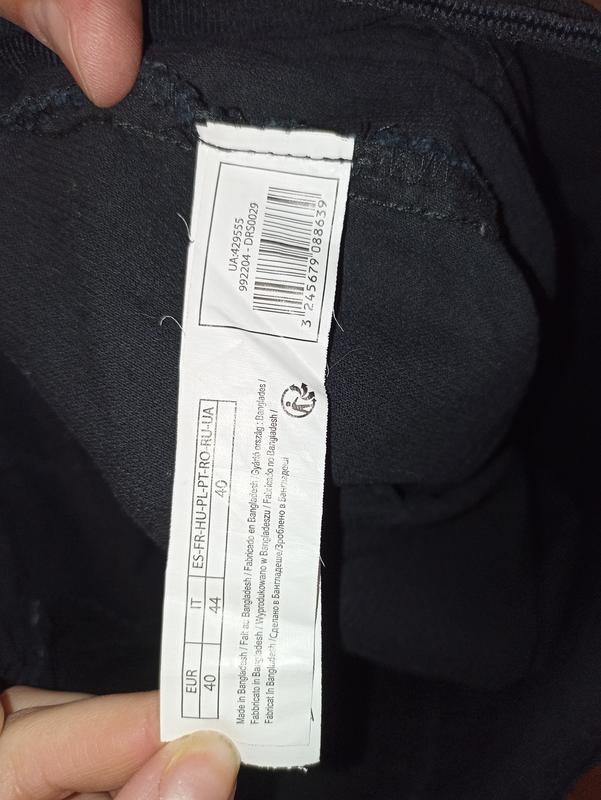 UA:429555
992204 - DRS0029
3 245679 088639
EUR IT ES-FR-HU-PL-PT-RO-RU-UA
40 44 40
Made in Bangladesh / Fait au Bangladesh / Fabricado en Bangladesh / Gyártó ország : Banglades /
Fabbricato in Bangladesh / Wyprodukowano w Bangladeszu / Fabricado no Bangladesh /
Fabricat în Bangladesh / Сделано в Бангладеше/Зроблено в Бангладеші